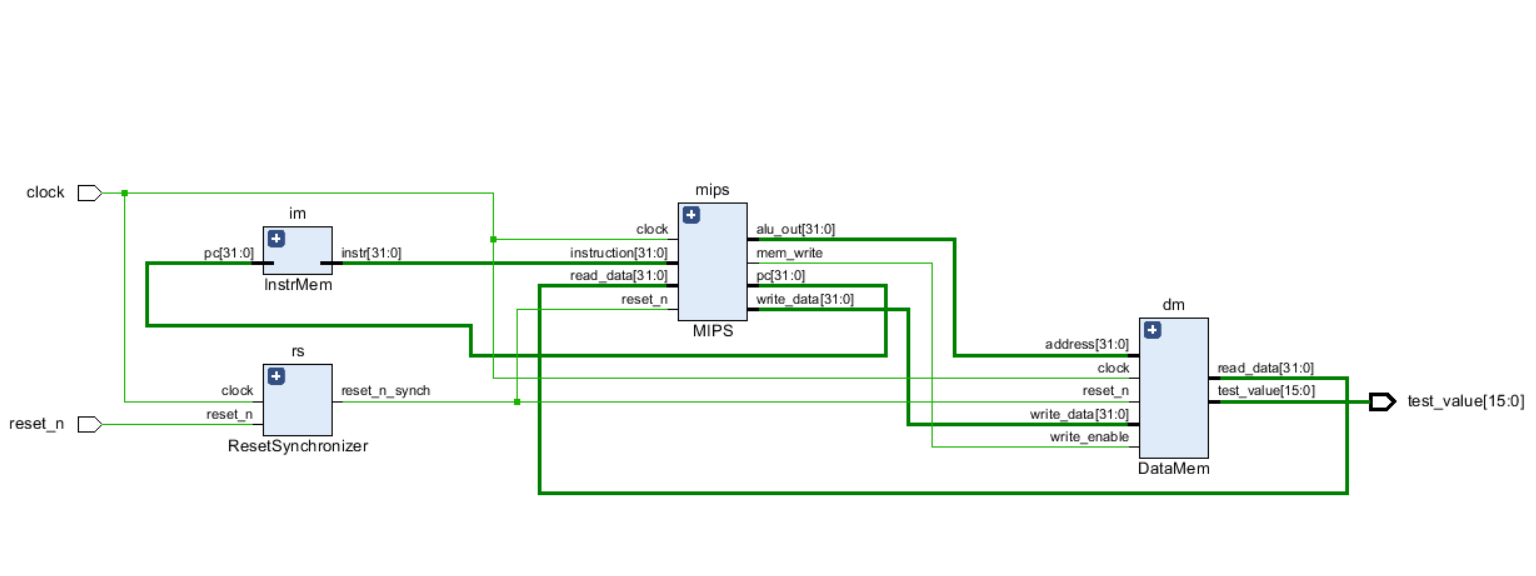 clock
im
pc[31:0]
instr[31:0]
InstrMem
rs
clock
reset_n_synch
reset_n
reset_n
ResetSynchronizer
mips
clock
alu_out[31:0]
instruction[31:0]
mem_write
read_data[31:0]
pc[31:0]
reset_n
write_data[31:0]
MIPS
dm
address[31:0]
clock
read_data[31:0]
reset_n
test_value[15:0]
write_data[31:0]
write_enable
DataMem
test_value[15:0]